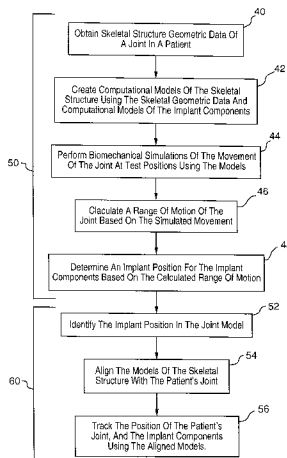 40
Obtain Skeletal Structure Geometric Data Of
A Joint In A Patient
42
Create Computational Models Of The Skeletal
Structure Using The Skeletal Geometric Data And
Computational Models Of The Implant Components
44
Perform Biomechanical Simulations Of The Movement
Of The Joint At Test Positions Using The Models
50
46
Claculate A Range Of Motion Of The
Joint Based On The Simulated Movement
4
Determine An Implant Position For The Implant
Components Based On The Calculated Range Of Motion
52
Identify The Implant Position In The Joint Model
54
Align The Models Of The Skeletal
Structure With The Patient's Joint
60
56
Track The Position Of The Patient's
Joint, And The Implant Components
Using The Aligned Models.